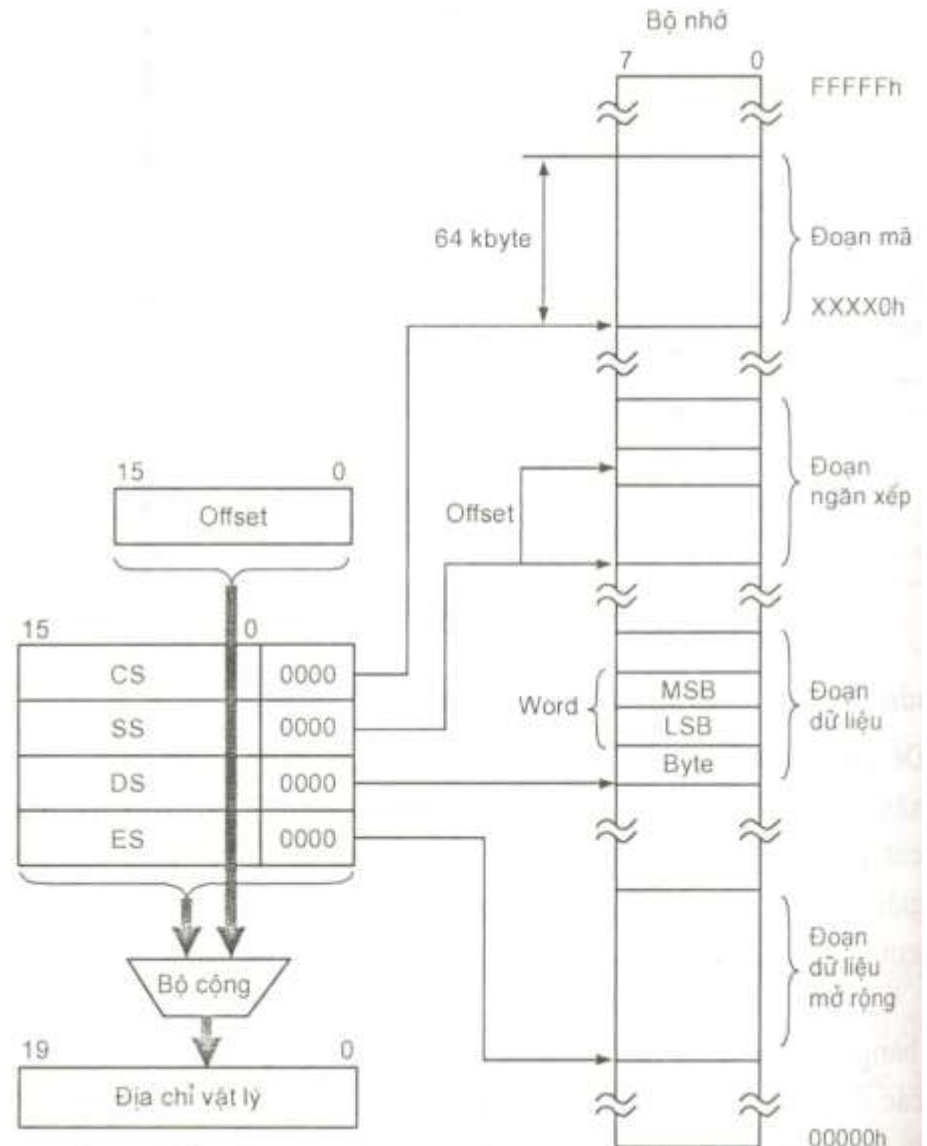 Bộ nhớ
7 0
FFFFFh
64 kbyte
Đoạn mã
XXXX0h
15 0
Offset
Offset
Đoạn
ngăn xếp
15 0
CS 0000
SS 0000
DS 0000
ES 0000
Word
MSB
LSB
Byte
Đoạn
dữ liệu
Bộ cộng
19 0
Địa chỉ vật lý
Đoạn
dữ liệu
mở rộng
00000h